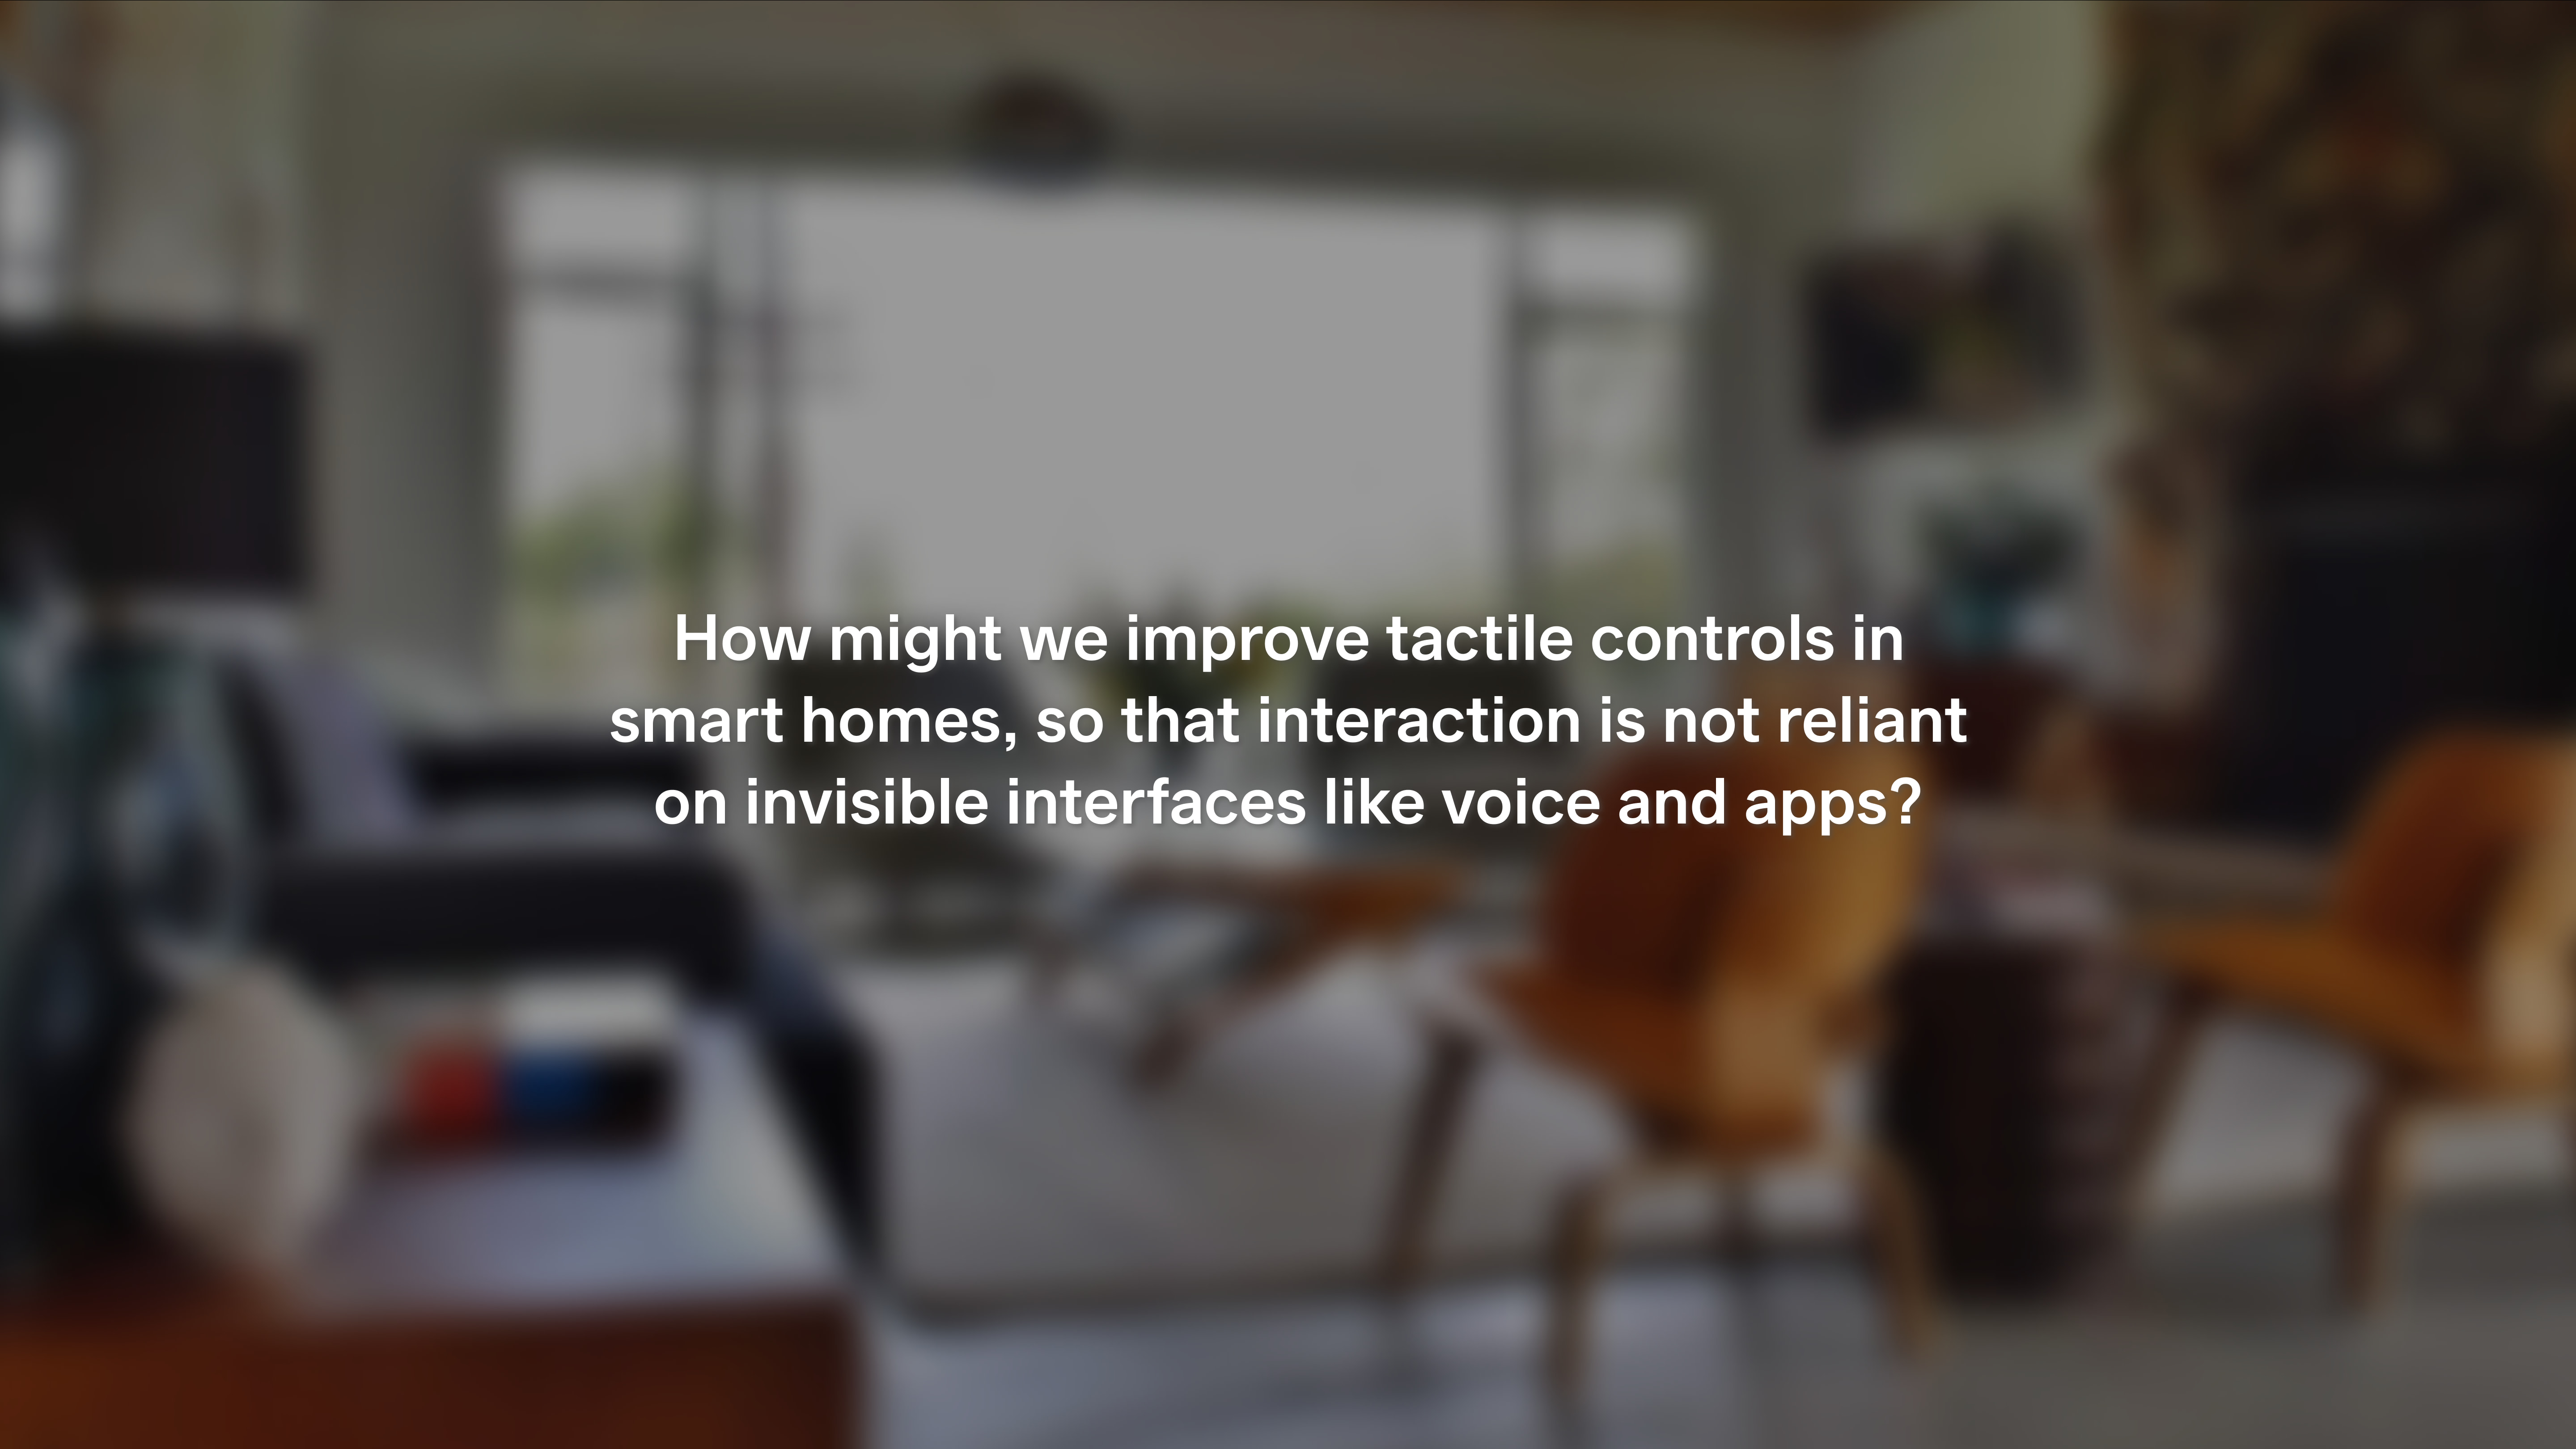 How might we improve tactile controls in
smart homes, so that interaction is not reliant
on invisible interfaces like voice and apps?